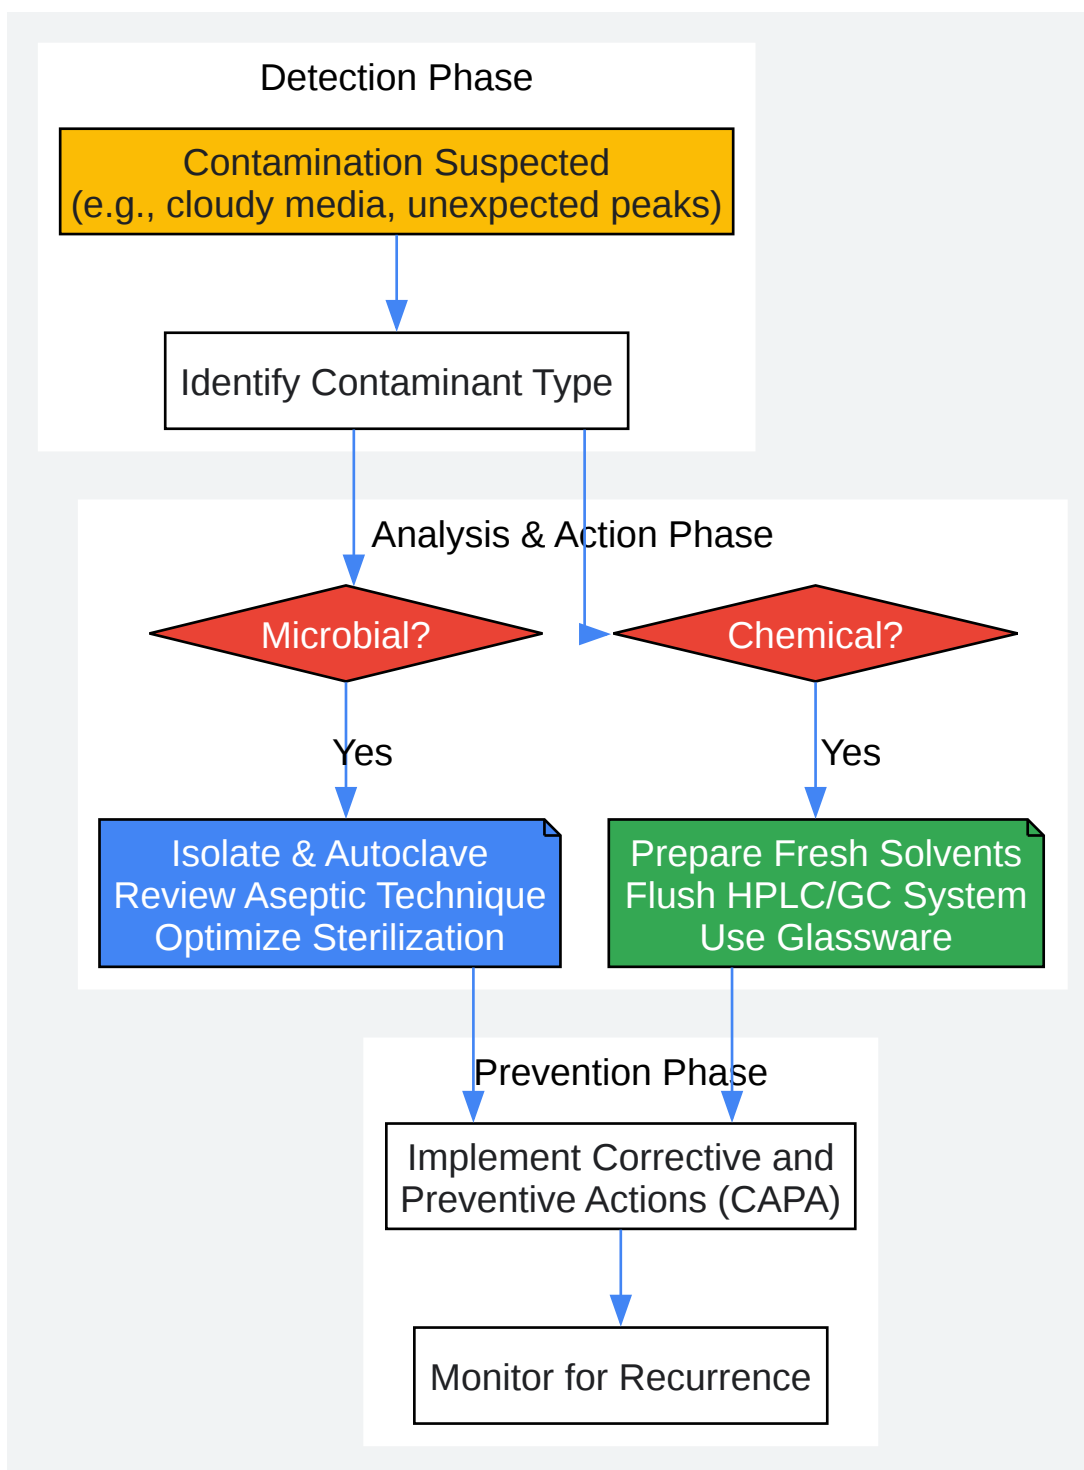 Detection Phase
Contamination Suspected
(e.g., cloudy media, unexpected peaks)
Identify Contaminant Type
Analysis & Action Phase
Microbial?
Chemical?
Yes
Yes
Isolate & Autoclave
Review Aseptic Technique
Optimize Sterilization
Prepare Fresh Solvents
Flush HPLC/GC System
Use Glassware
Prevention Phase
Implement Corrective and
Preventive Actions (CAPA)
Monitor for Recurrence